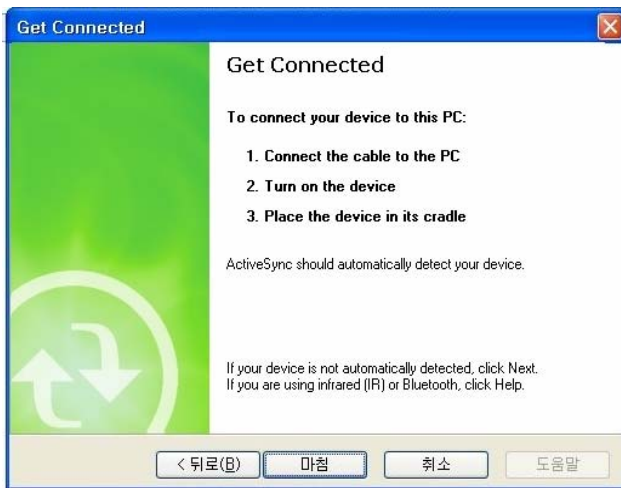 Get Connected
Get Connected
To connect your device to this PC:
1. Connect the cable to the PC
2. Turn on the device
3. Place the device in its cradle
ActiveSync should automatically detect your device.
If your device is not automatically detected, click Next.
If you are using infrared (IR) or Bluetooth, click Help.
< 뒤로(B) 마침 취소 도움말